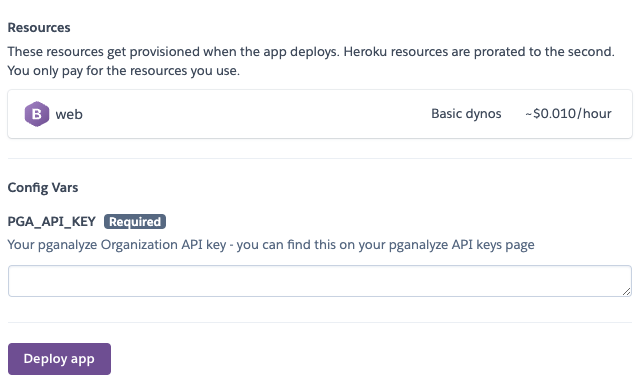 Resources
These resources get provisioned when the app deploys. Heroku resources are prorated to the second.
You only pay for the resources you use.
B web Basic dynos ~$0.010/hour
Config Vars
PGA_API_KEY Required
Your pganalyze Organization API key - you can find this on your pganalyze API keys page
Deploy app